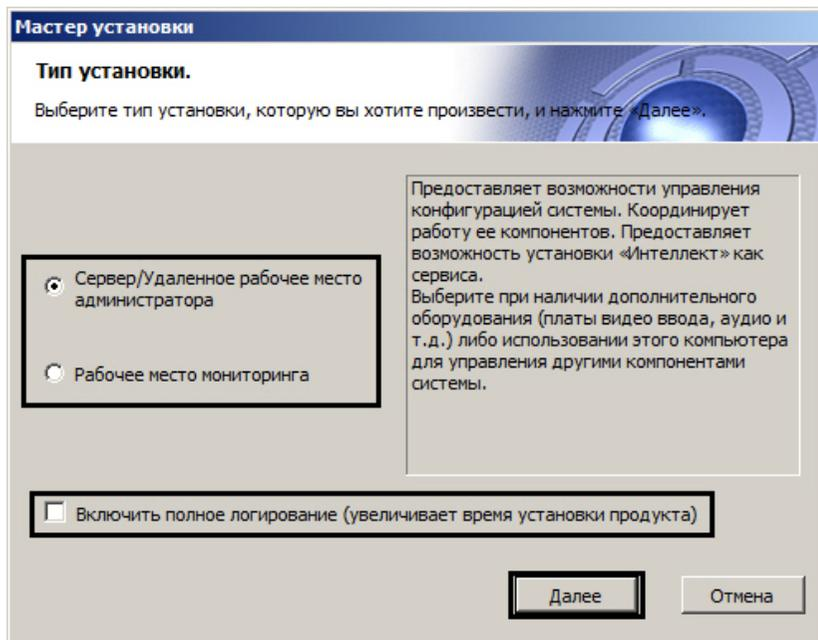 Мастер установки
Тип установки.
Выберите тип установки, которую вы хотите произвести, и нажмите «Далее».
Сервер/Удаленное рабочее место
администратора
Рабочее место мониторинга
Предоставляет возможности управления
конфигурацией системы. Координирует
работу ее компонентов. Предоставляет
возможность установки «Интеллект» как
сервиса.
Выберите при наличии дополнительного
оборудования (платы видео ввода, аудио и
т.д.) либо использовании этого компьютера
для управления другими компонентами
системы.
Включить полное логирование (увеличивает время установки продукта)
Далее
Отмена